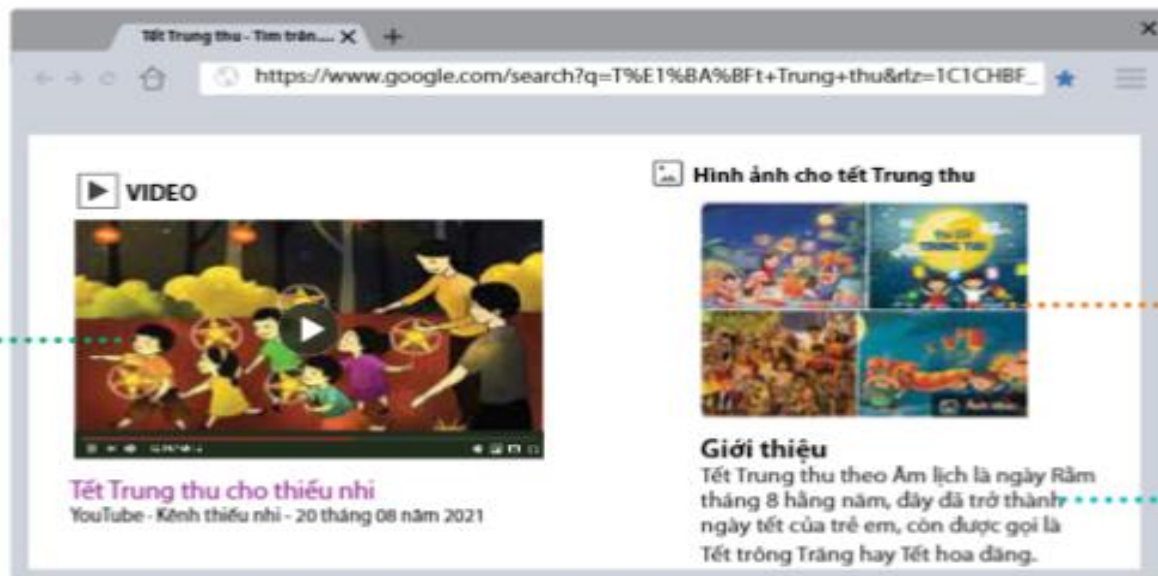 Tết Trung thu - Tìm trên....
https://www.google.com/search?q=T%E1%BA%BFt+Trung+thu&rlz=1C1CHBF_
VIDEO
Tết Trung thu cho thiếu nhi
YouTube - Kênh thiếu nhi - 20 tháng 08 năm 2021
Hình ảnh cho tết Trung thu
TRUNG THU
Giới thiệu
Tết Trung thu theo Âm lịch là ngày Rằm
tháng 8 hằng năm, đây đã trở thành
ngày tết của trẻ em, còn được gọi là
Tết trông Trăng hay Tết hoa đăng.